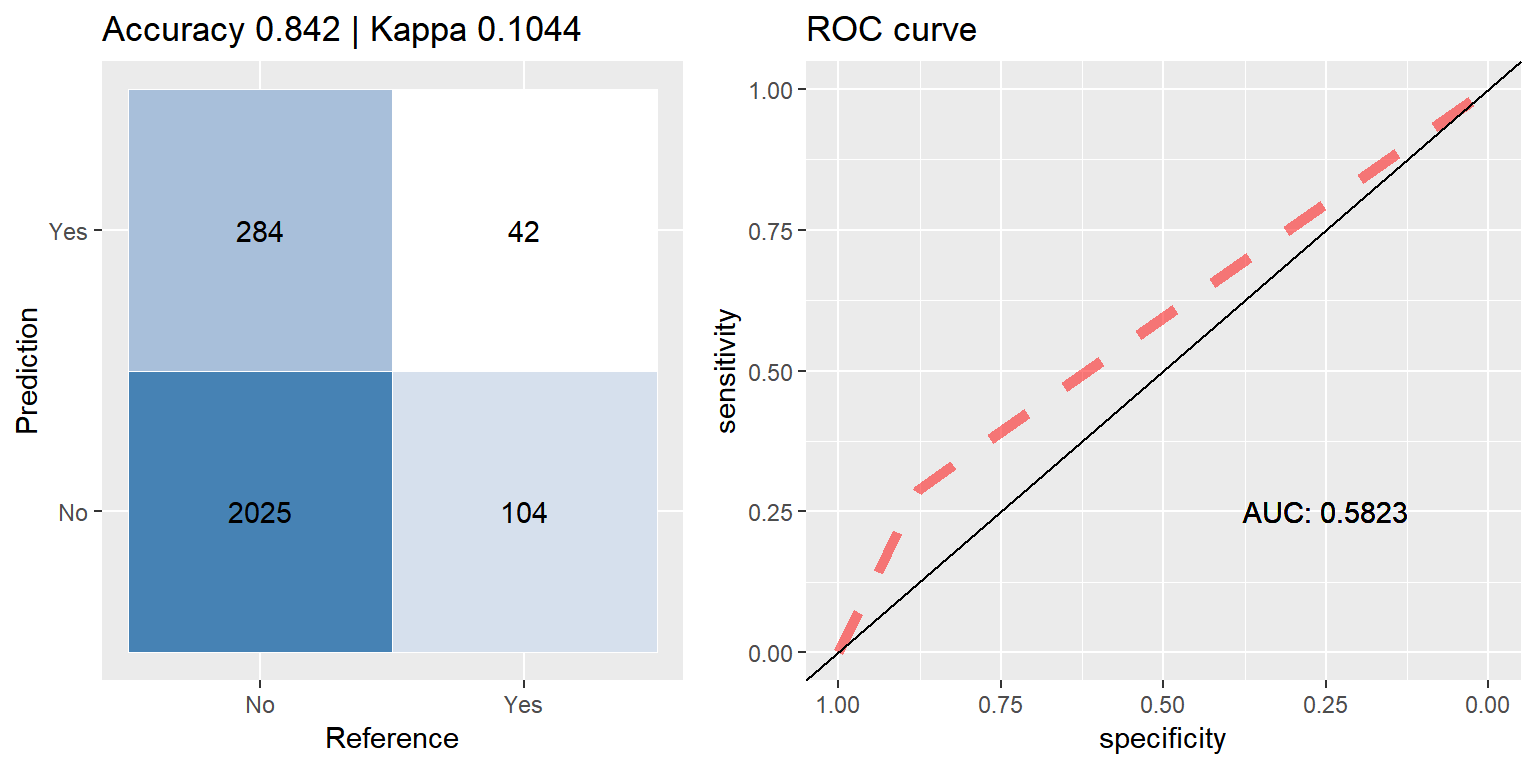 Accuracy 0.842 | Kappa 0.1044
Prediction
Yes
No
284
42
2025
104
No
Yes
Reference
ROC curve
sensitivity
1.00
0.75
0.50
0.25
0.00
AUC: 0.5823
1.00
0.75
0.50
0.25
0.00
specificity